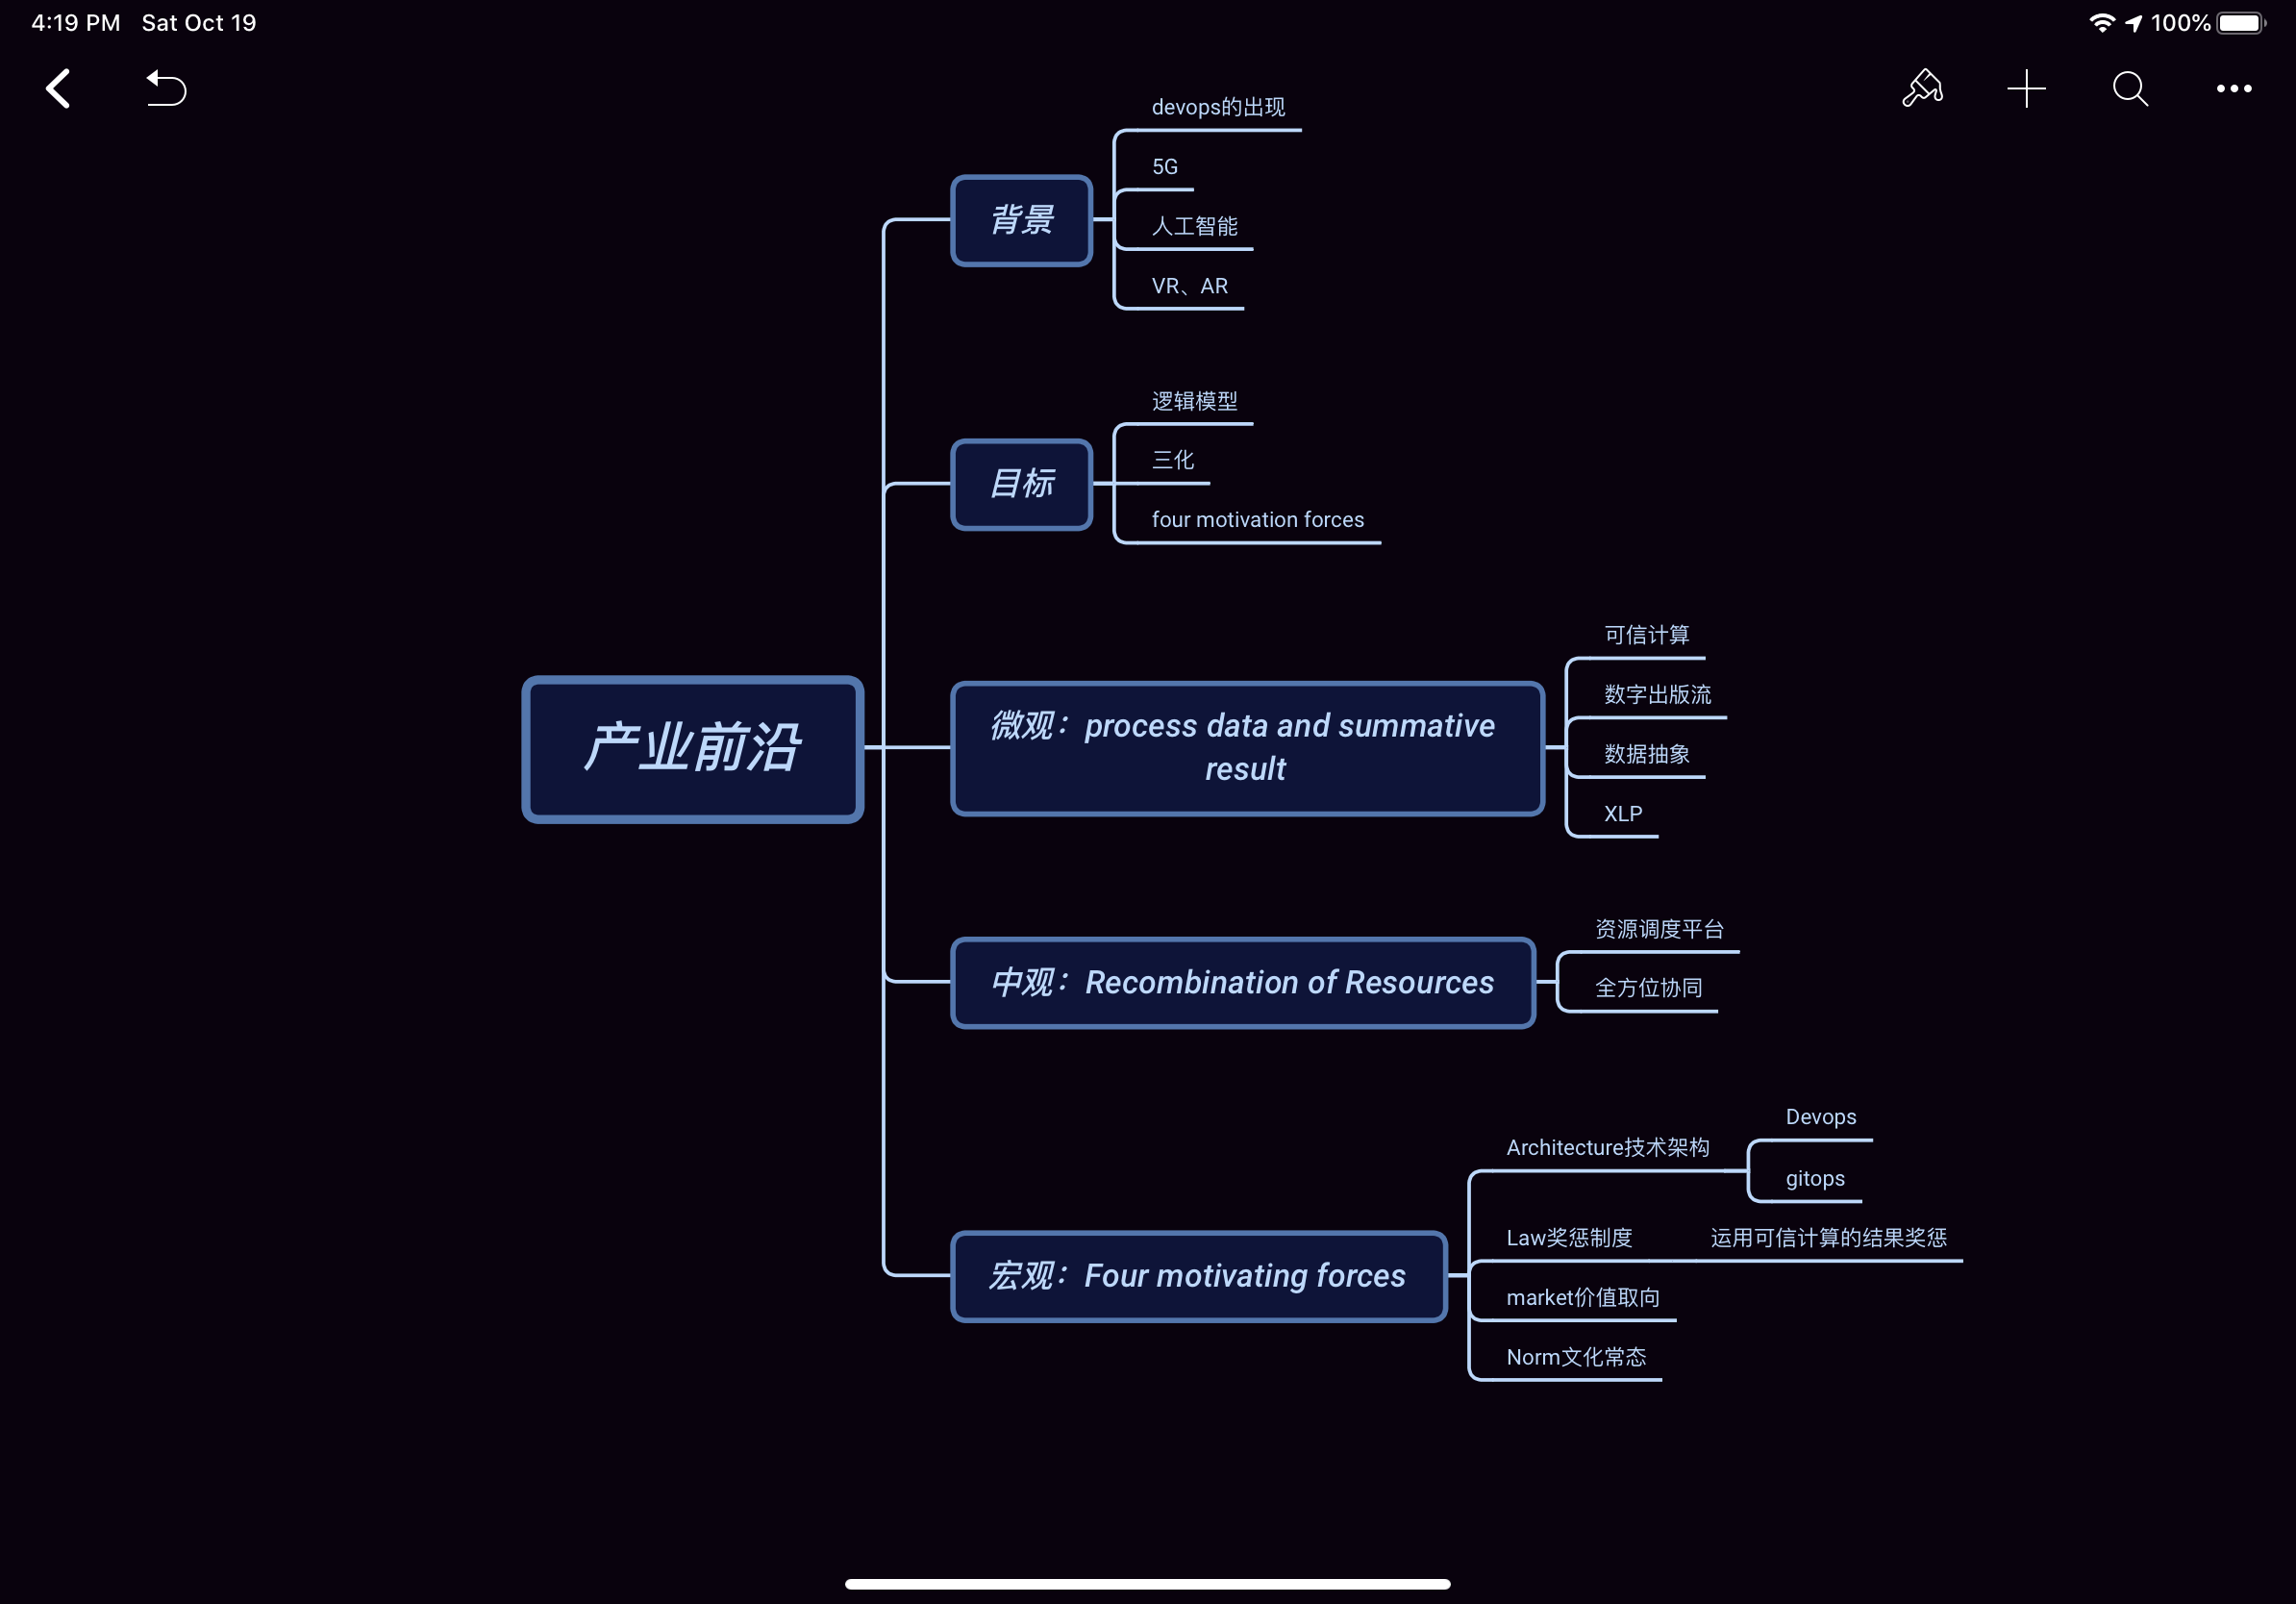 4:19 PM Sat Oct 19
100%
产业前沿
背景
devops的出现
5G
人工智能
VR、AR
目标
逻辑模型
三化
four motivation forces
微观：process data and summative
result
可信计算
数字出版流
数据抽象
XLP
中观：Recombination of Resources
资源调度平台
全方位协同
宏观：Four motivating forces
Architecture技术架构
Devops
gitops
Law奖惩制度
运用可信计算的结果奖惩
market价值取向
Norm文化常态